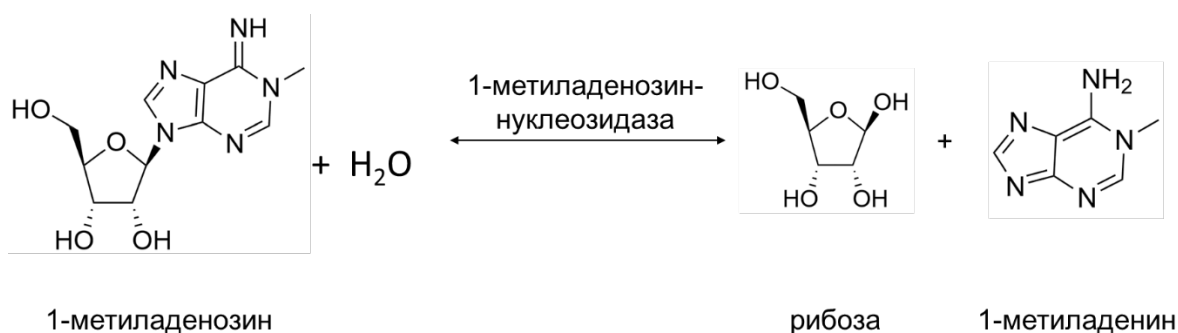 NH
N
N
HO
O
N
N
HO
OH
+ H₂O
1-метиладенозин-
нуклеозидаза
HO
O
OH
HO
OH
+
NH₂
N
N
N
N
1-метиладенозин
рибоза
1-метиладенин